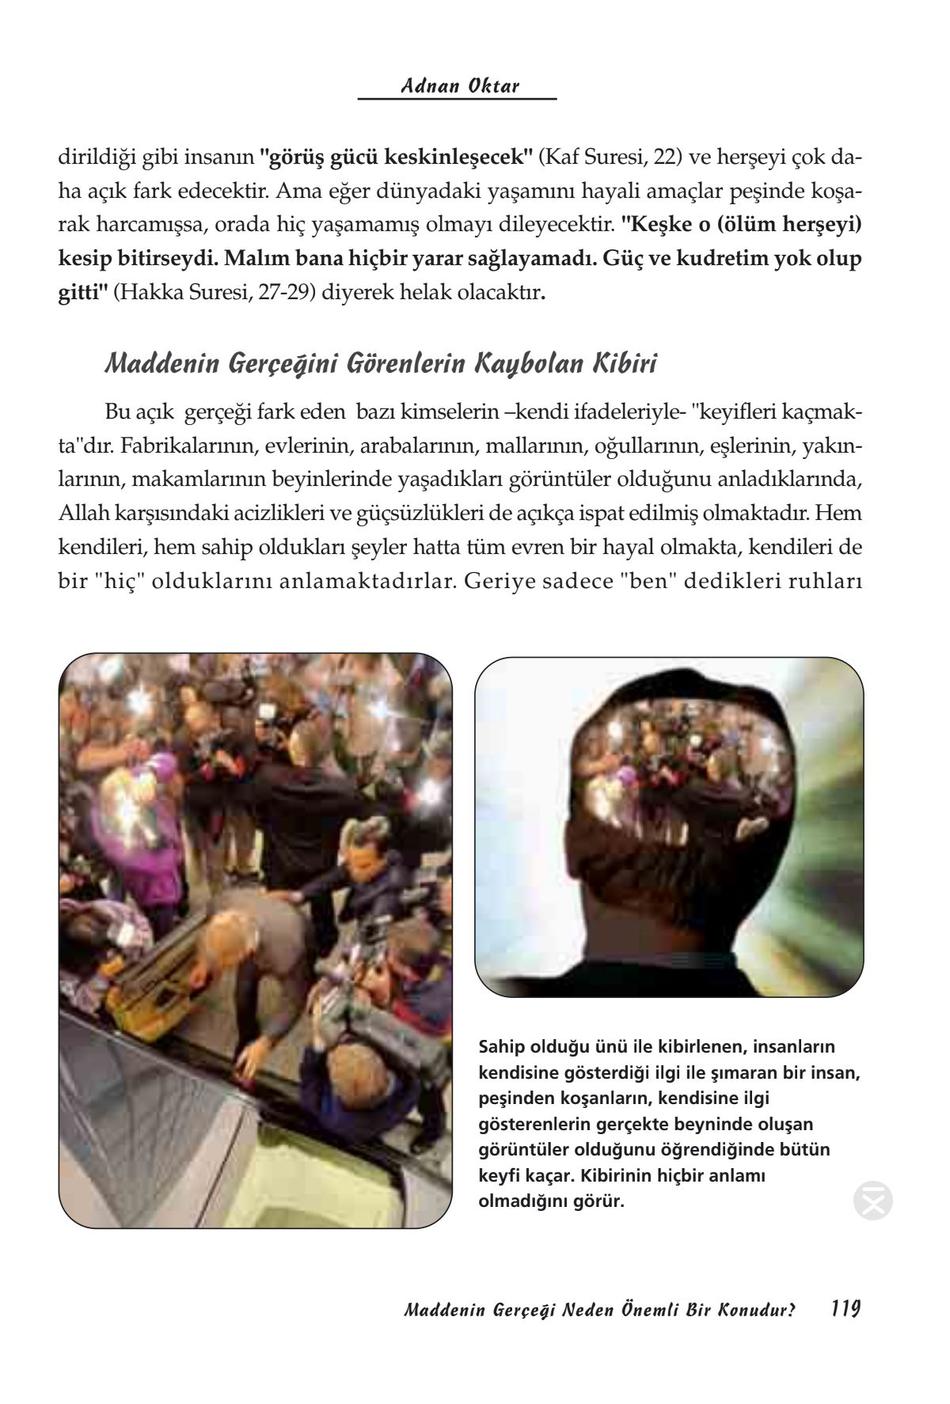 Adnan Oktar
dirildiği gibi insanın "görüş gücü keskinleşecek" (Kaf Suresi, 22) ve herşeyi çok da-
ha açık fark edecektir. Ama eğer dünyadaki yaşamını hayali amaçlar peşinde koşa-
rak harcamışsa, orada hiç yaşamamış olmayı dileyecektir. "Keşke o (ölüm herşeyi)
kesip bitirseydi. Malım bana hiçbir yarar sağlayamadı. Güç ve kudretim yok olup
gitti" (Hakka Suresi, 27-29) diyerek helak olacaktır.
Maddenin Gerçeğini Görenlerin Kaybolan Kibiri
Bu açık gerçeği fark eden bazı kimselerin –kendi ifadeleriyle- "keyifleri kaçmak-
ta"dır. Fabrikalarının, evlerinin, arabalarının, mallarının, oğullarının, eşlerinin, yakın-
larının, makamlarının beyinlerinde yaşadıkları görüntüler olduğunu anladıklarında,
Allah karşısındaki acizlikleri ve güçsüzlükleri de açıkça ispat edilmiş olmaktadır. Hem
kendileri, hem sahip oldukları şeyler hatta tüm evren bir hayal olmakta, kendileri de
bir "hiç" olduklarını anlamaktadırlar. Geriye sadece "ben" dedikleri ruhları
Sahip olduğu ünü ile kibirlenen, insanların
kendisine gösterdiği ilgi ile şımaran bir insan,
peşinden koşanların, kendisine ilgi
gösterenlerin gerçekte beyninde oluşan
görüntüler olduğunu öğrendiğinde bütün
keyfi kaçar. Kibirinin hiçbir anlamı
olmadığını görür.
Maddenin Gerçeği Neden Önemli Bir Konudur? 119